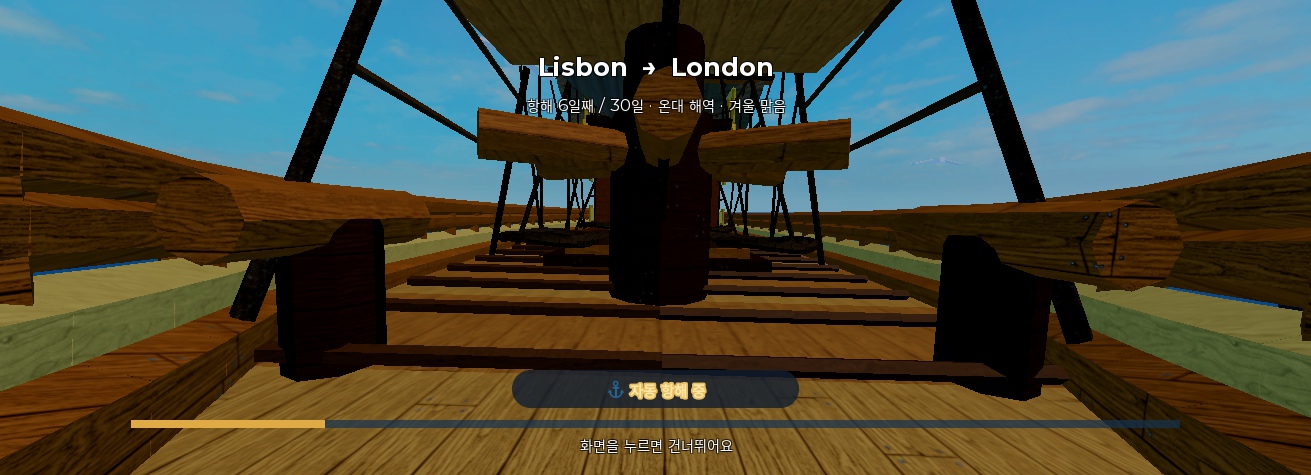 Lisbon → London
항해 6일째 / 30일 · 온대 해역 · 겨울 맑음
⚓ 자동 항해 중
화면을 누르면 건너뛰어요